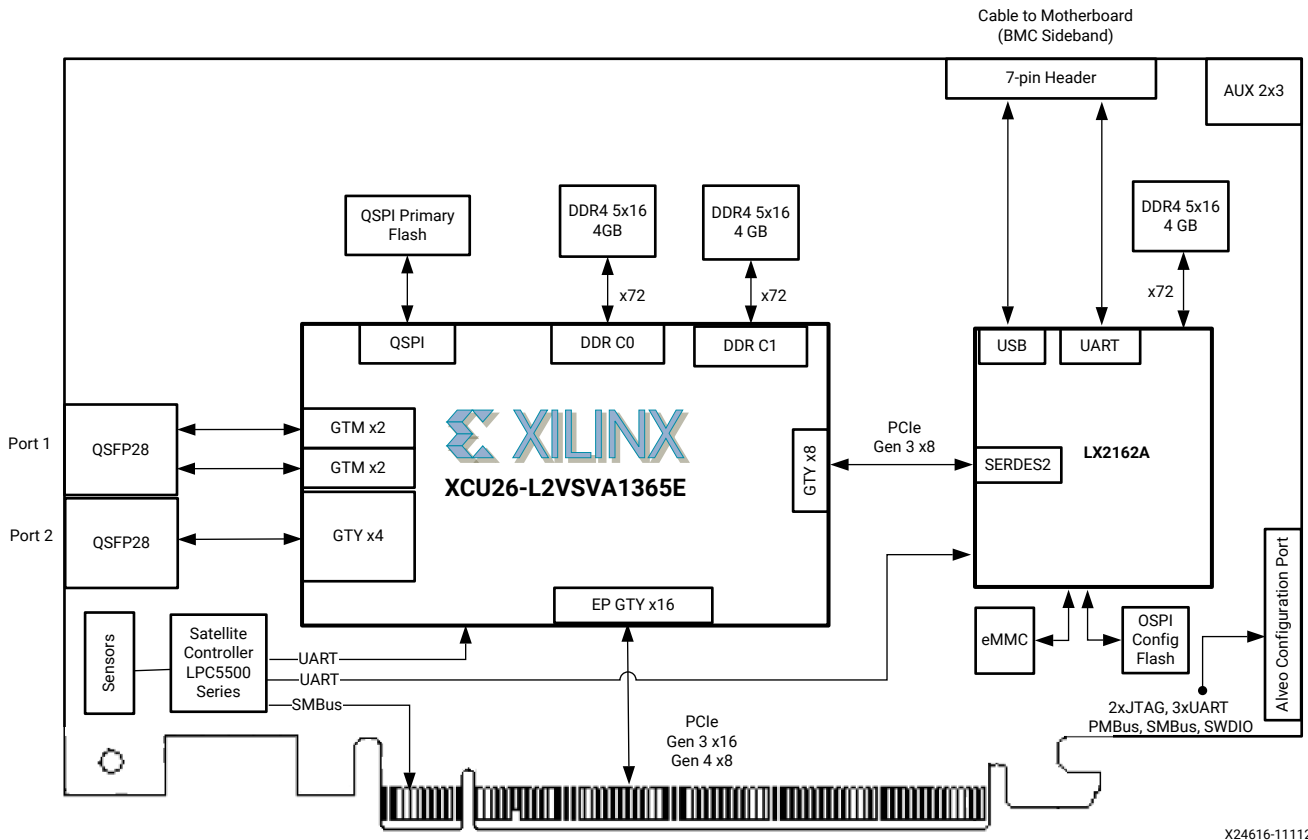 Cable to Motherboard
(BMC Sideband)
7-pin Header
AUX 2x3
QSPI Primary
Flash
DDR4 5x16
4GB
DDR4 5x16
4 GB
DDR4 5x16
4 GB
x72
x72
x72
QSPI
DDR C0
DDR C1
USB
UART
Port 1
QSFP28
GTM x2
GTM x2
XILINX
XCU26-L2VSVA1365E
GTY x8
PCIe
Gen 3 x8
SERDES2
LX2162A
Port 2
QSFP28
GTY x4
EP GTY x16
Sensors
Satellite
Controller
LPC5500
Series
UART
UART
SMBus
eMMC
OSPI
Config
Flash
Alveo Configuration Port
2xJTAG, 3xUART
PMBus, SMBus, SWDIO
PCIe
Gen 3 x16
Gen 4 x8
X24616-11112